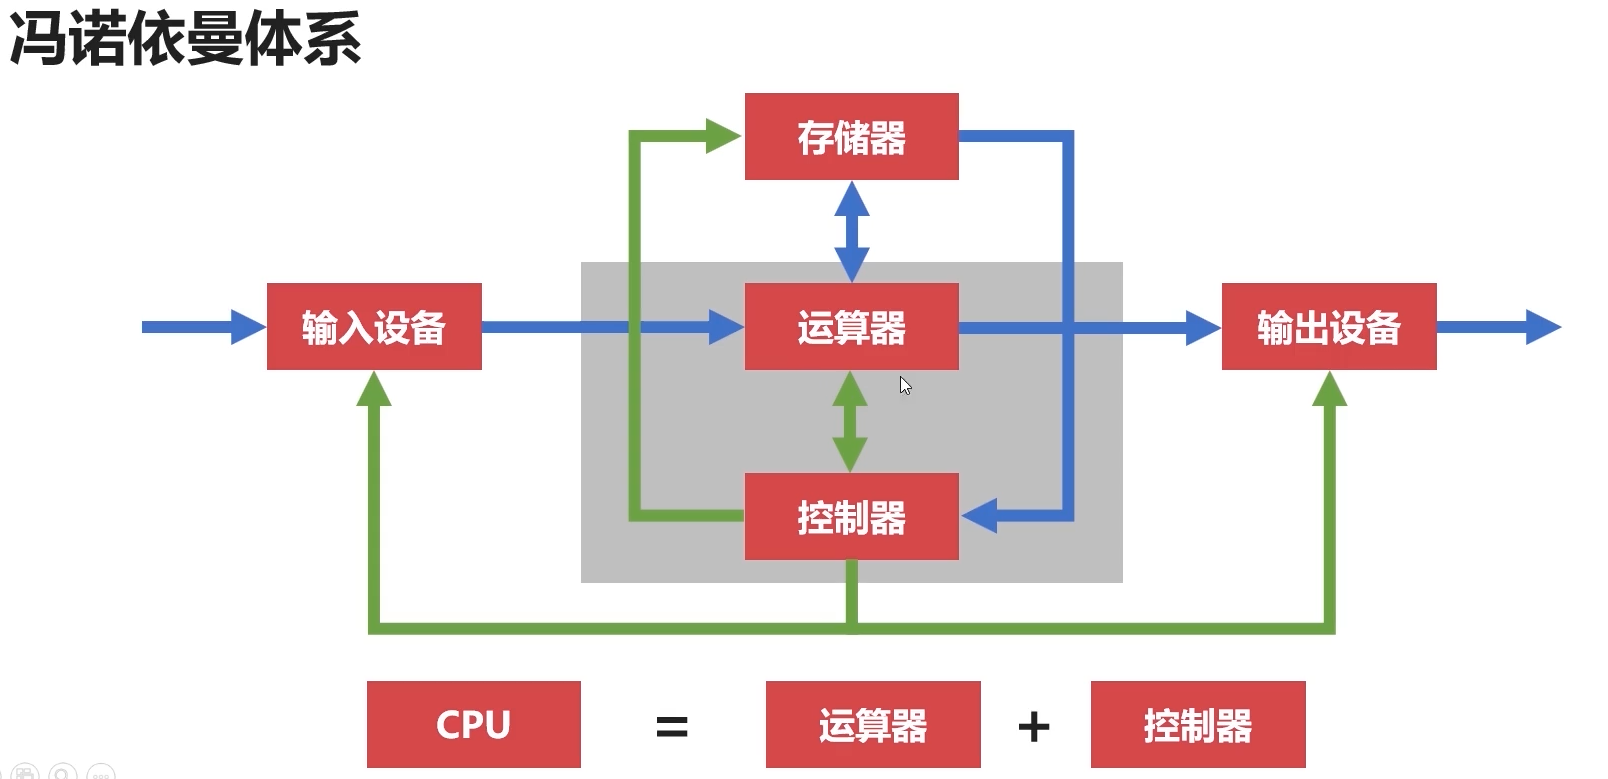 冯诺依曼体系
存储器
输入设备
运算器
输出设备
控制器
CPU = 运算器 + 控制器